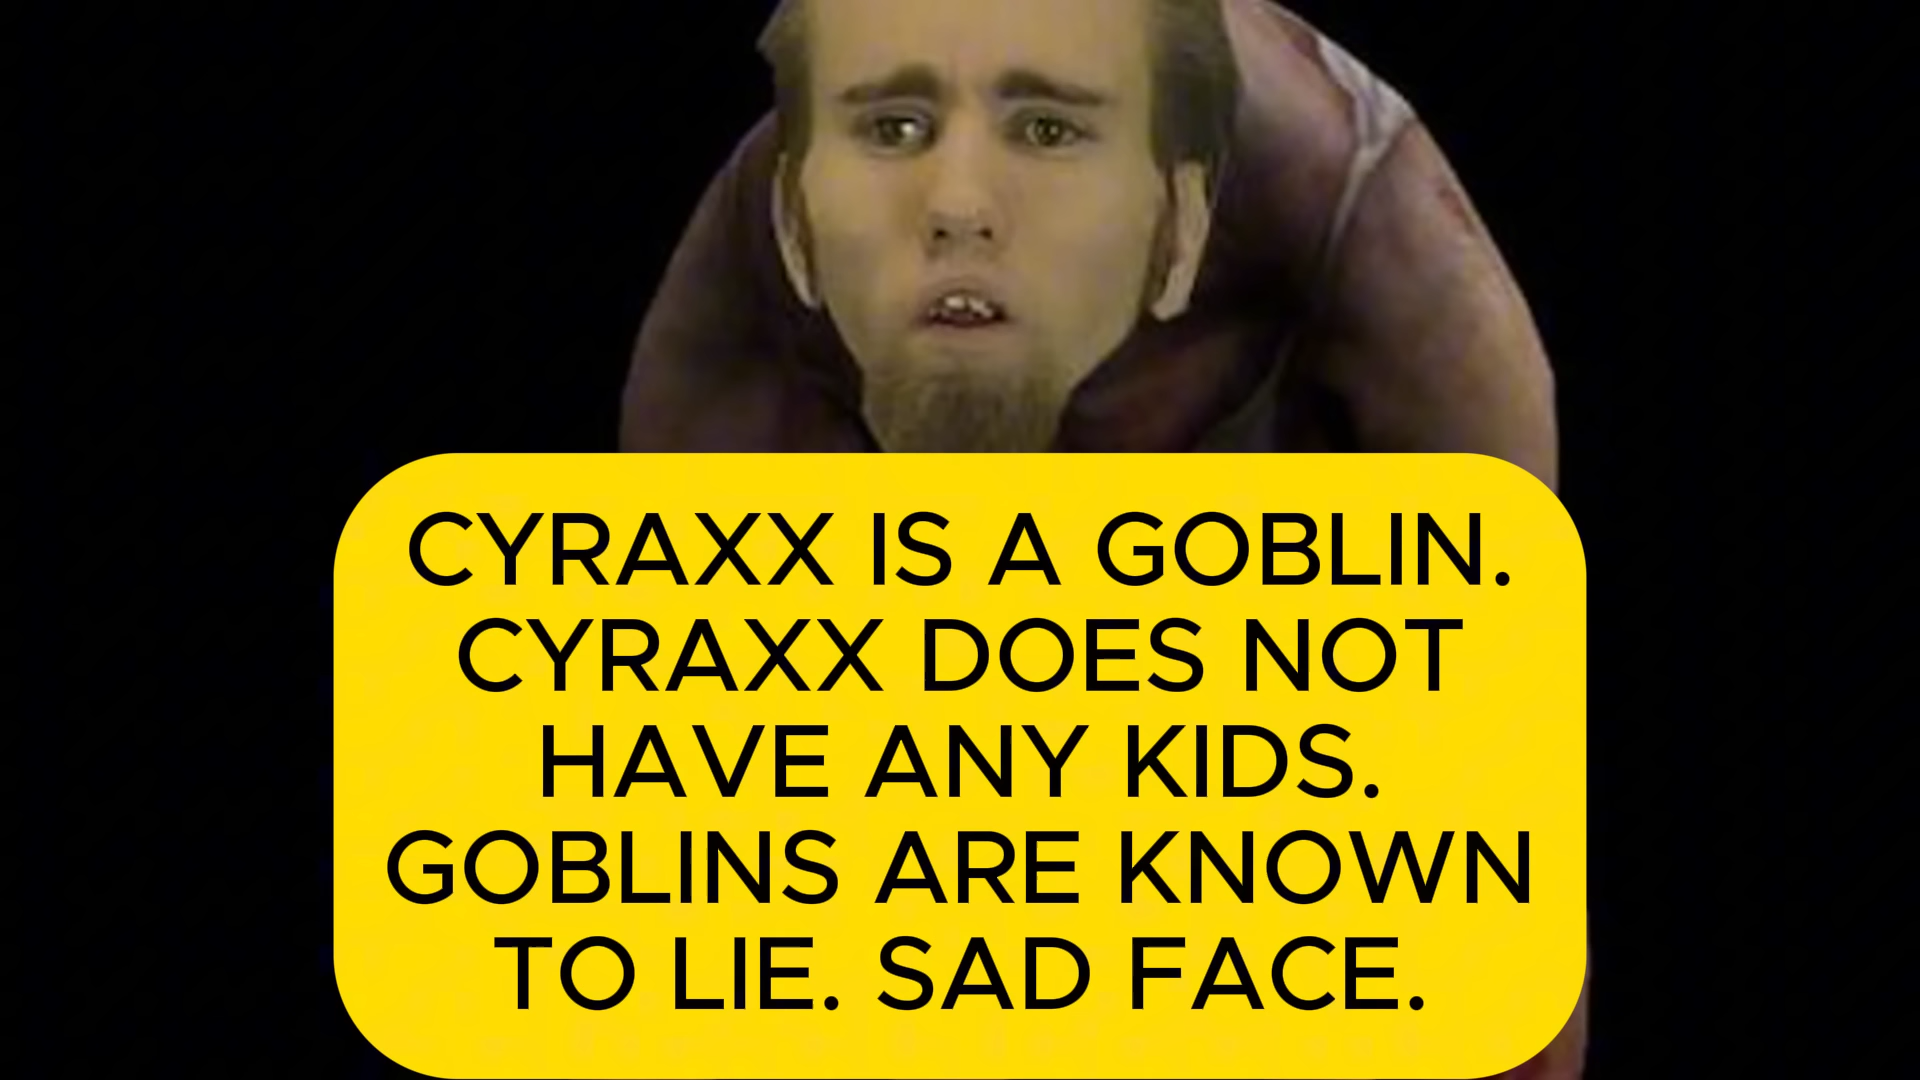 CYRAXX IS A GOBLIN.
CYRAXX DOES NOT
HAVE ANY KIDS.
GOBLINS ARE KNOWN
TO LIE. SAD FACE.